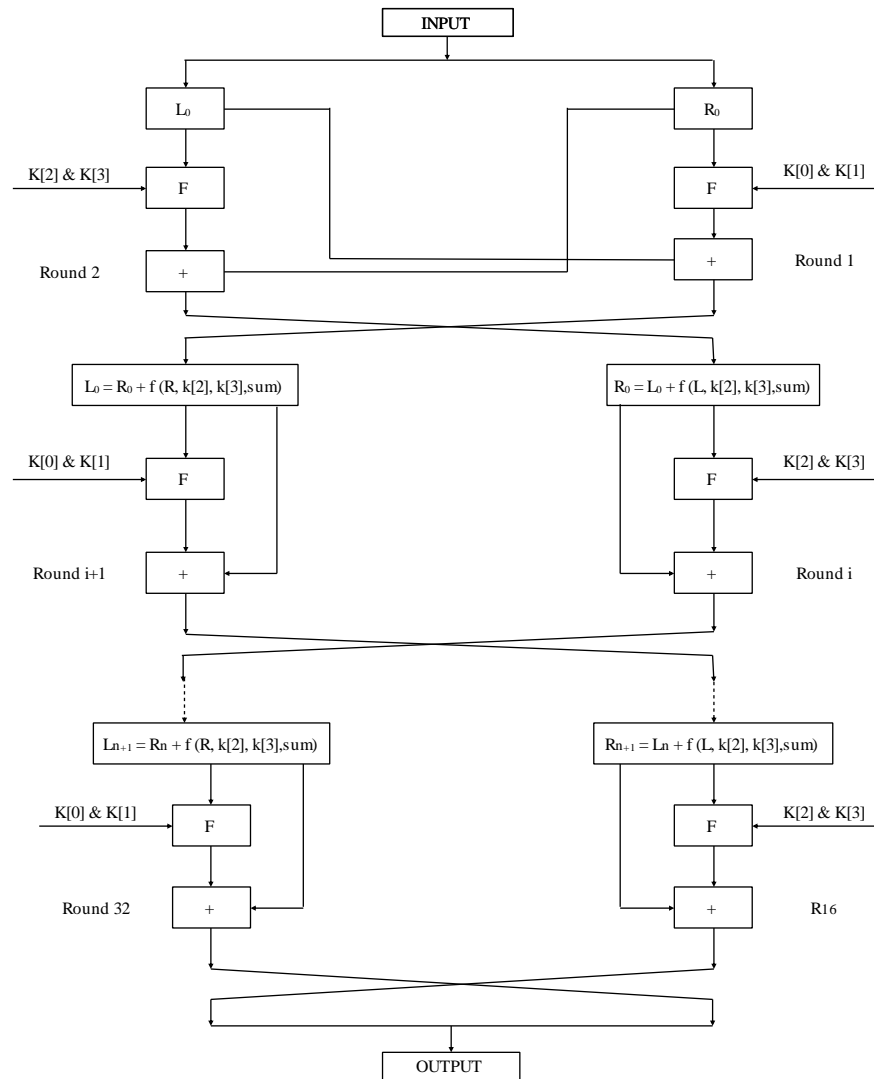 INPUT
L₀
R₀
K[2] & K[3]
F
F
K[0] & K[1]
Round 2
+
+
Round 1
L₀ = R₀ + f (R, k[2], k[3],sum)
R₀ = L₀ + f (L, k[2], k[3],sum)
K[0] & K[1]
F
F
K[2] & K[3]
Round i+1
+
+
Round i
Lₙ₊₁ = Rn + f (R, k[2], k[3],sum)
Rₙ₊₁ = Ln + f (L, k[2], k[3],sum)
K[0] & K[1]
F
F
K[2] & K[3]
Round 32
+
+
R16
OUTPUT